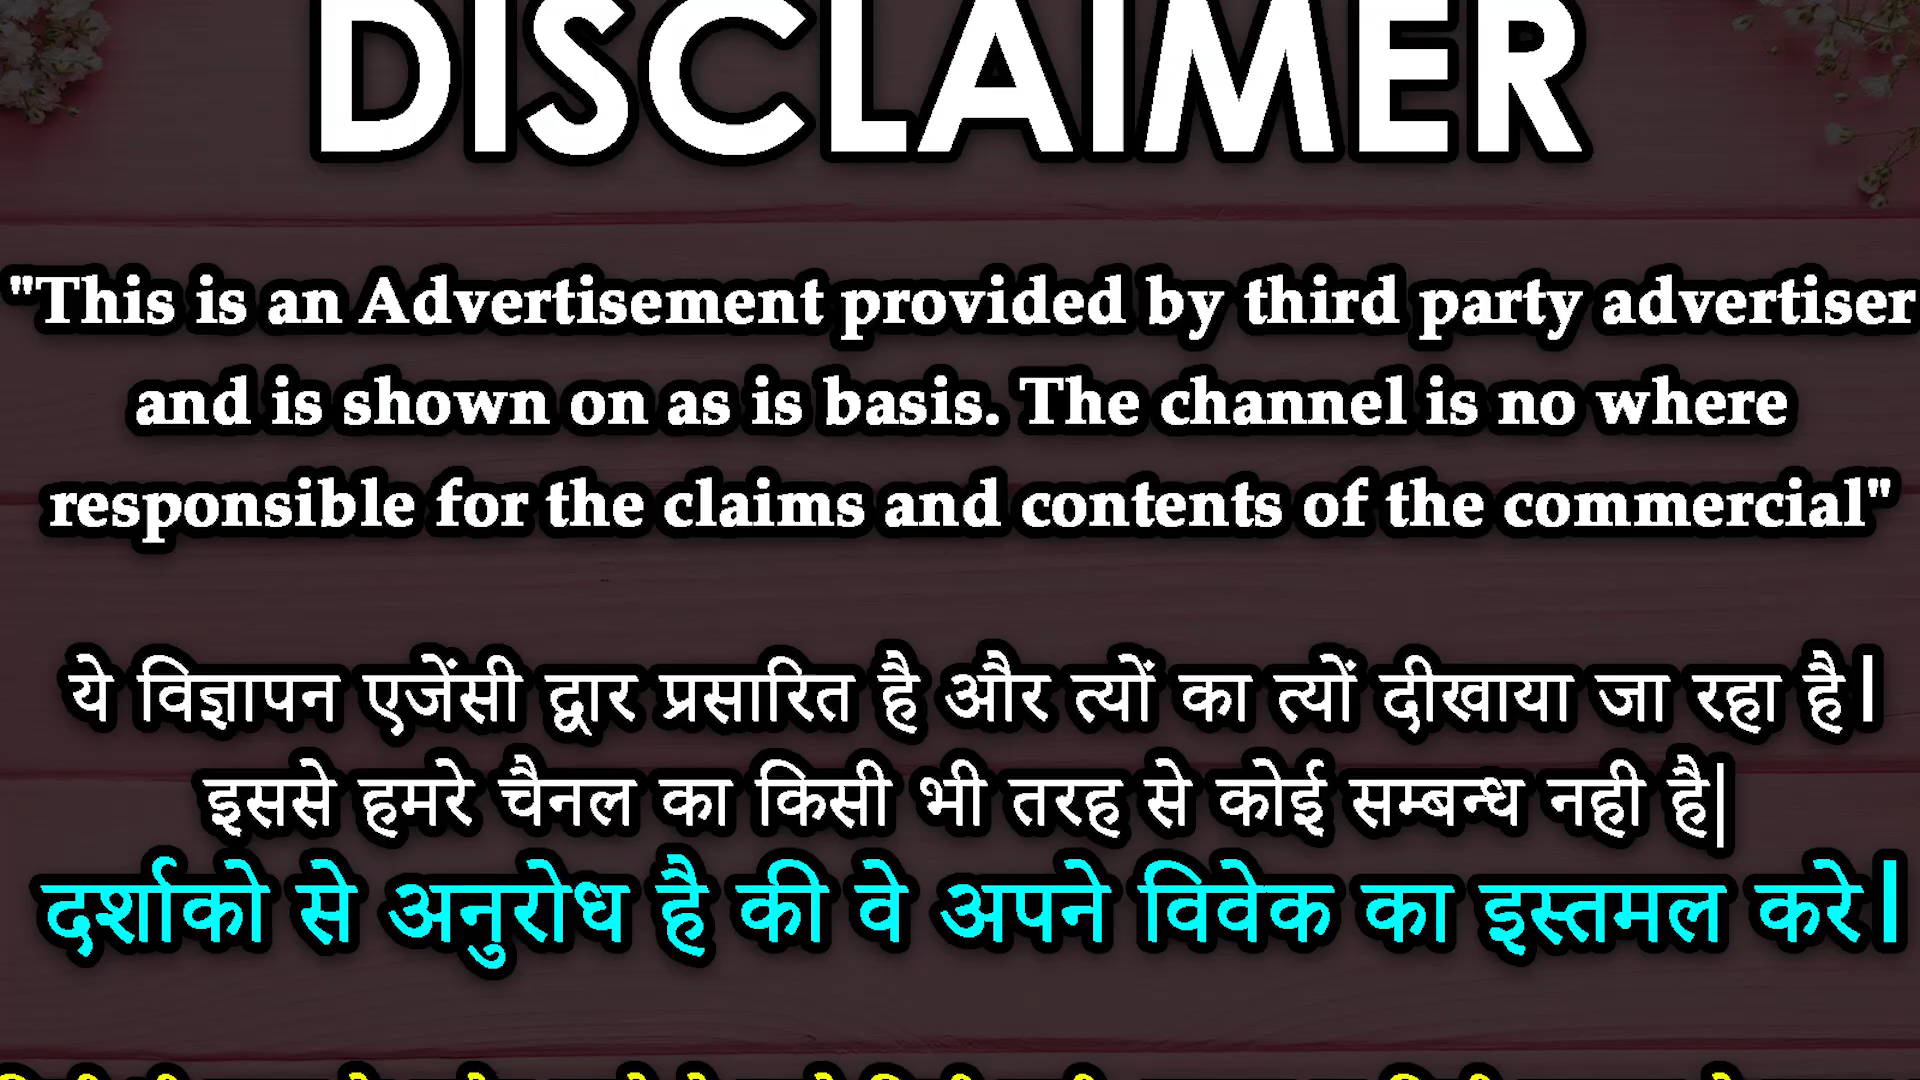 DISCLAIMER
"This is an Advertisement provided by third party advertiser
and is shown on as is basis. The channel is no where
responsible for the claims and contents of the commercial"
ये विज्ञापन एजेंसी द्वार प्रसारित है और त्यों का त्यों दीखाया जा रहा है।
इससे हमरे चैनल का किसी भी तरह से कोई सम्बन्ध नही है|
दर्शाको से अनुरोध है की वे अपने विवेक का इस्तमल करे।